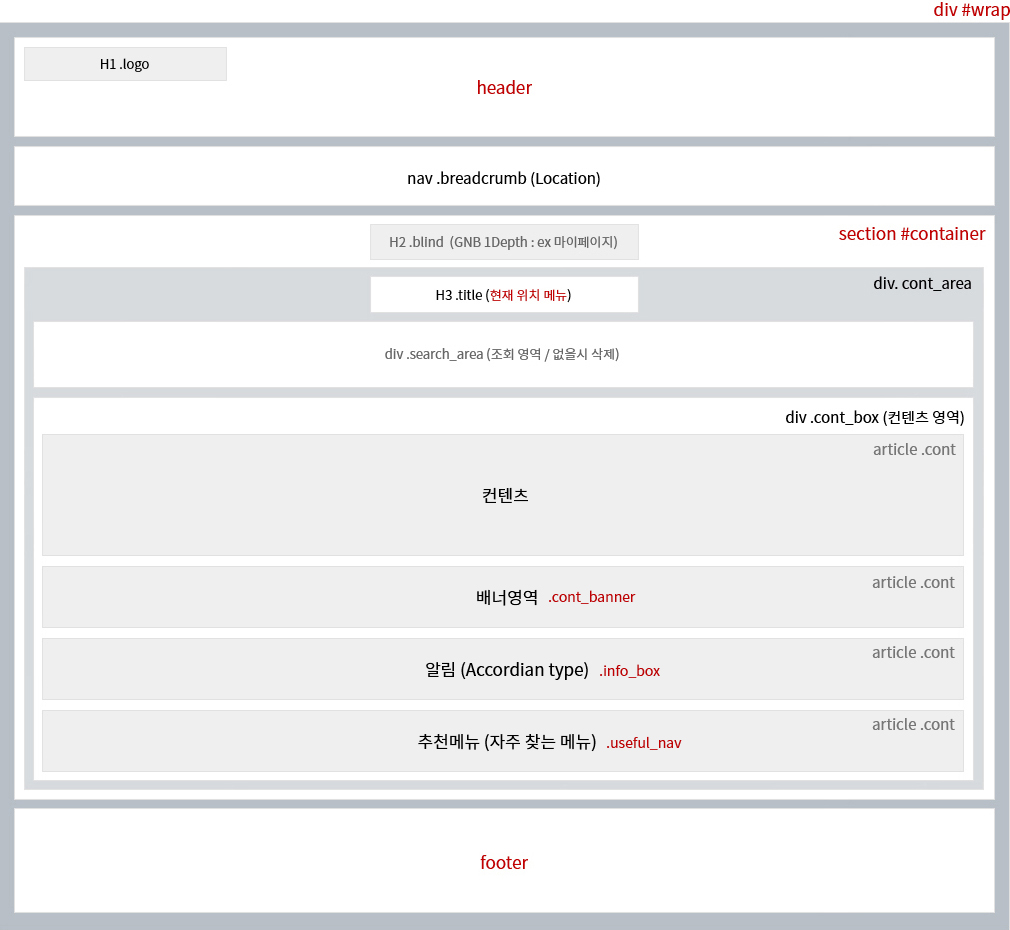 div #wrap
H1 .logo
header
nav .breadcrumb (Location)
section #container
H2 .blind (GNB 1Depth : ex 마이페이지)
div. cont_area
H3 .title (현재 위치 메뉴)
div .search_area (조회 영역 / 없을시 삭제)
div .cont_box (컨텐츠 영역)
article .cont
컨텐츠
article .cont
배너영역 .cont_banner
article .cont
알림 (Accordian type) .info_box
article .cont
추천메뉴 (자주 찾는 메뉴) .useful_nav
footer